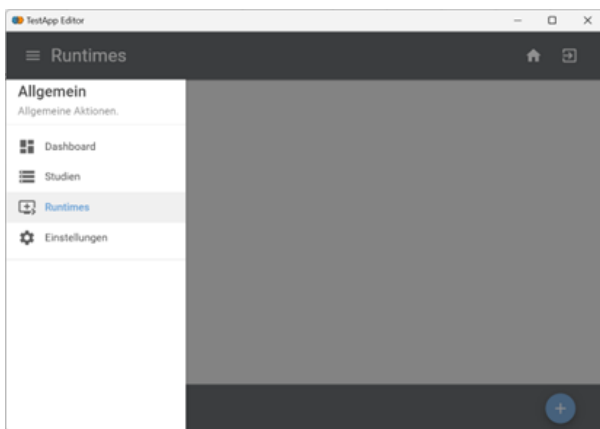 TestApp Editor
Runtimes
Allgemein
Allgemeine Aktionen.
Dashboard
Studien
Runtimes
Einstellungen